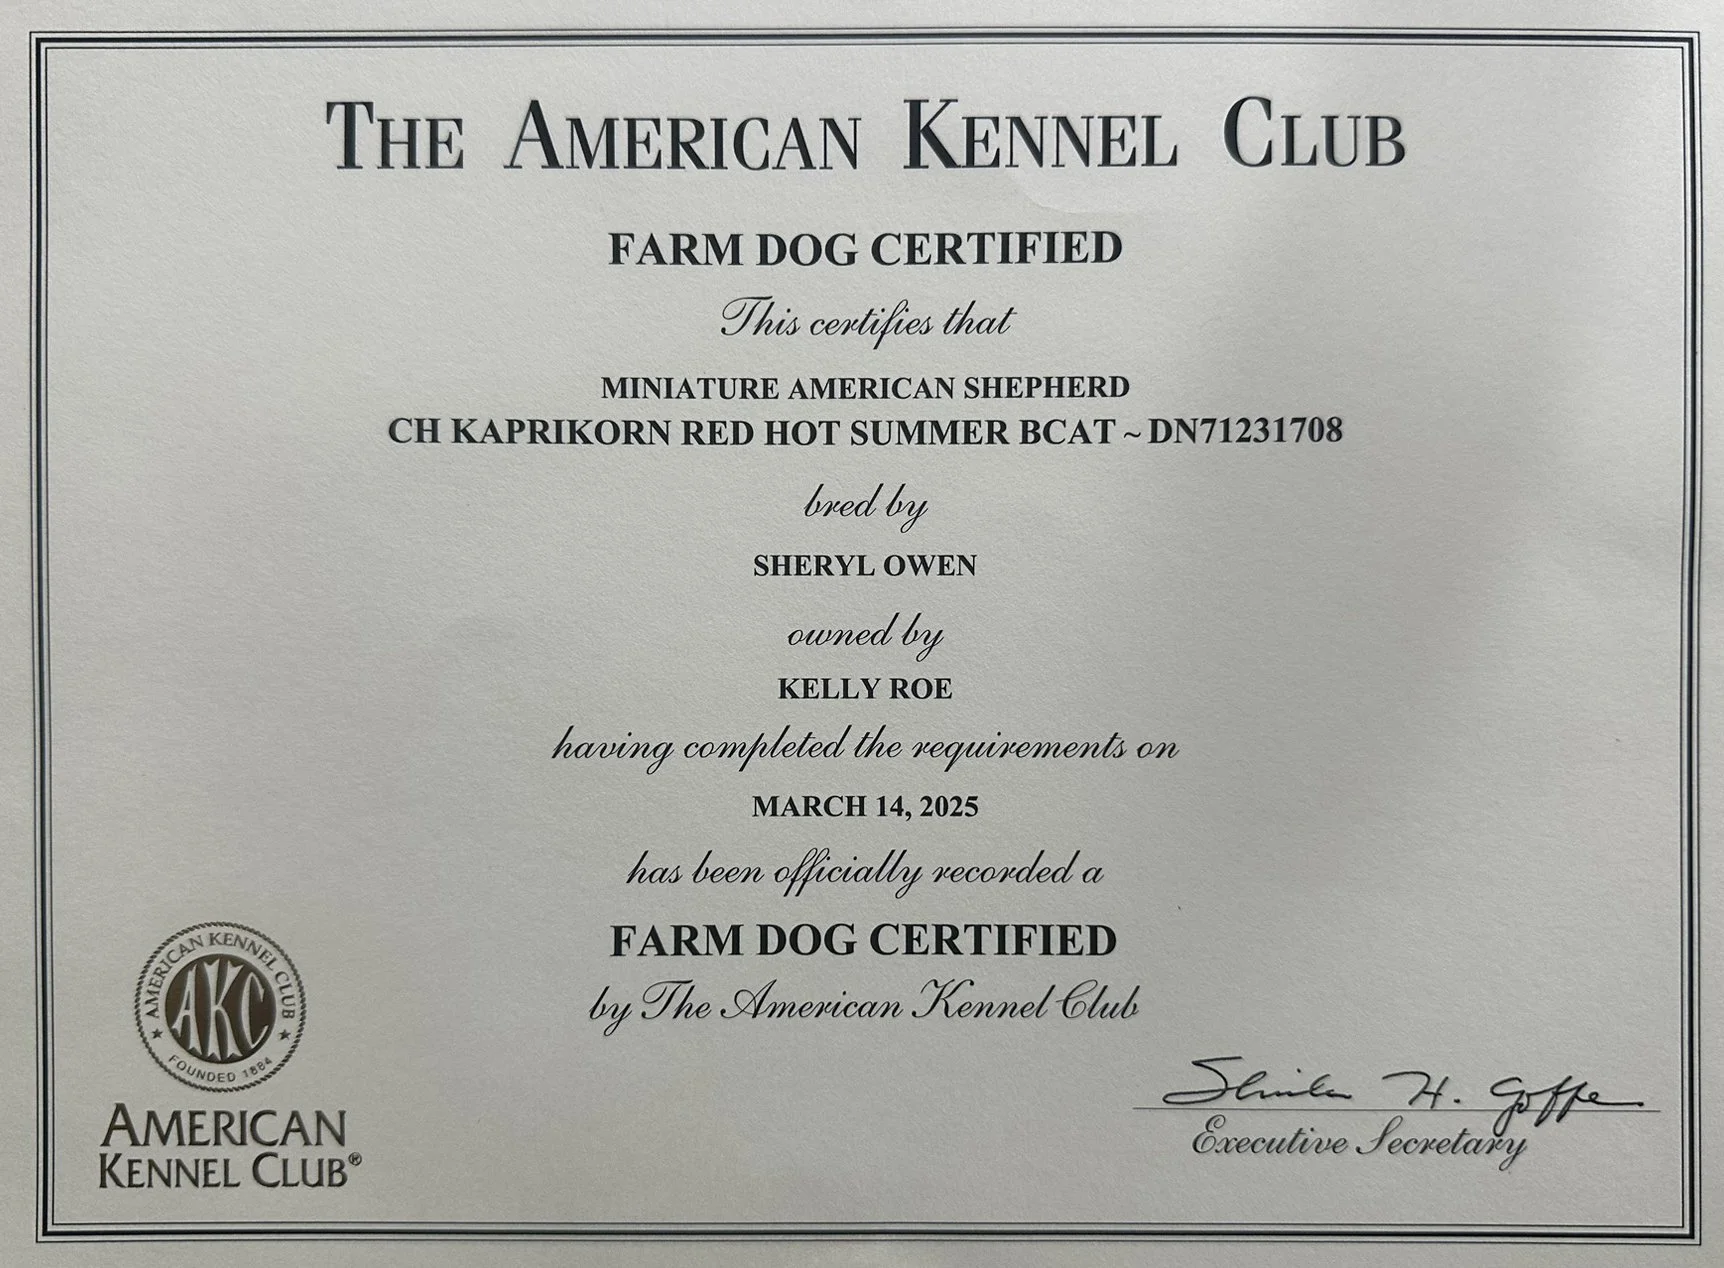 THE AMERICAN KENNEL CLUB
FARM DOG CERTIFIED
This certifies that
MINIATURE AMERICAN SHEPHERD
CH KAPRIKORN RED HOT SUMMER BCAT ~ DN71231708
bred by
SHERYL OWEN
owned by
KELLY ROE
having completed the requirements on
MARCH 14, 2025
has been officially recorded a
FARM DOG CERTIFIED
by The American Kennel Club
AMERICAN KENNEL CLUB
AKC
FOUNDED 1884
AMERICAN
KENNEL CLUB®
H. Goffe
Executive Secretary